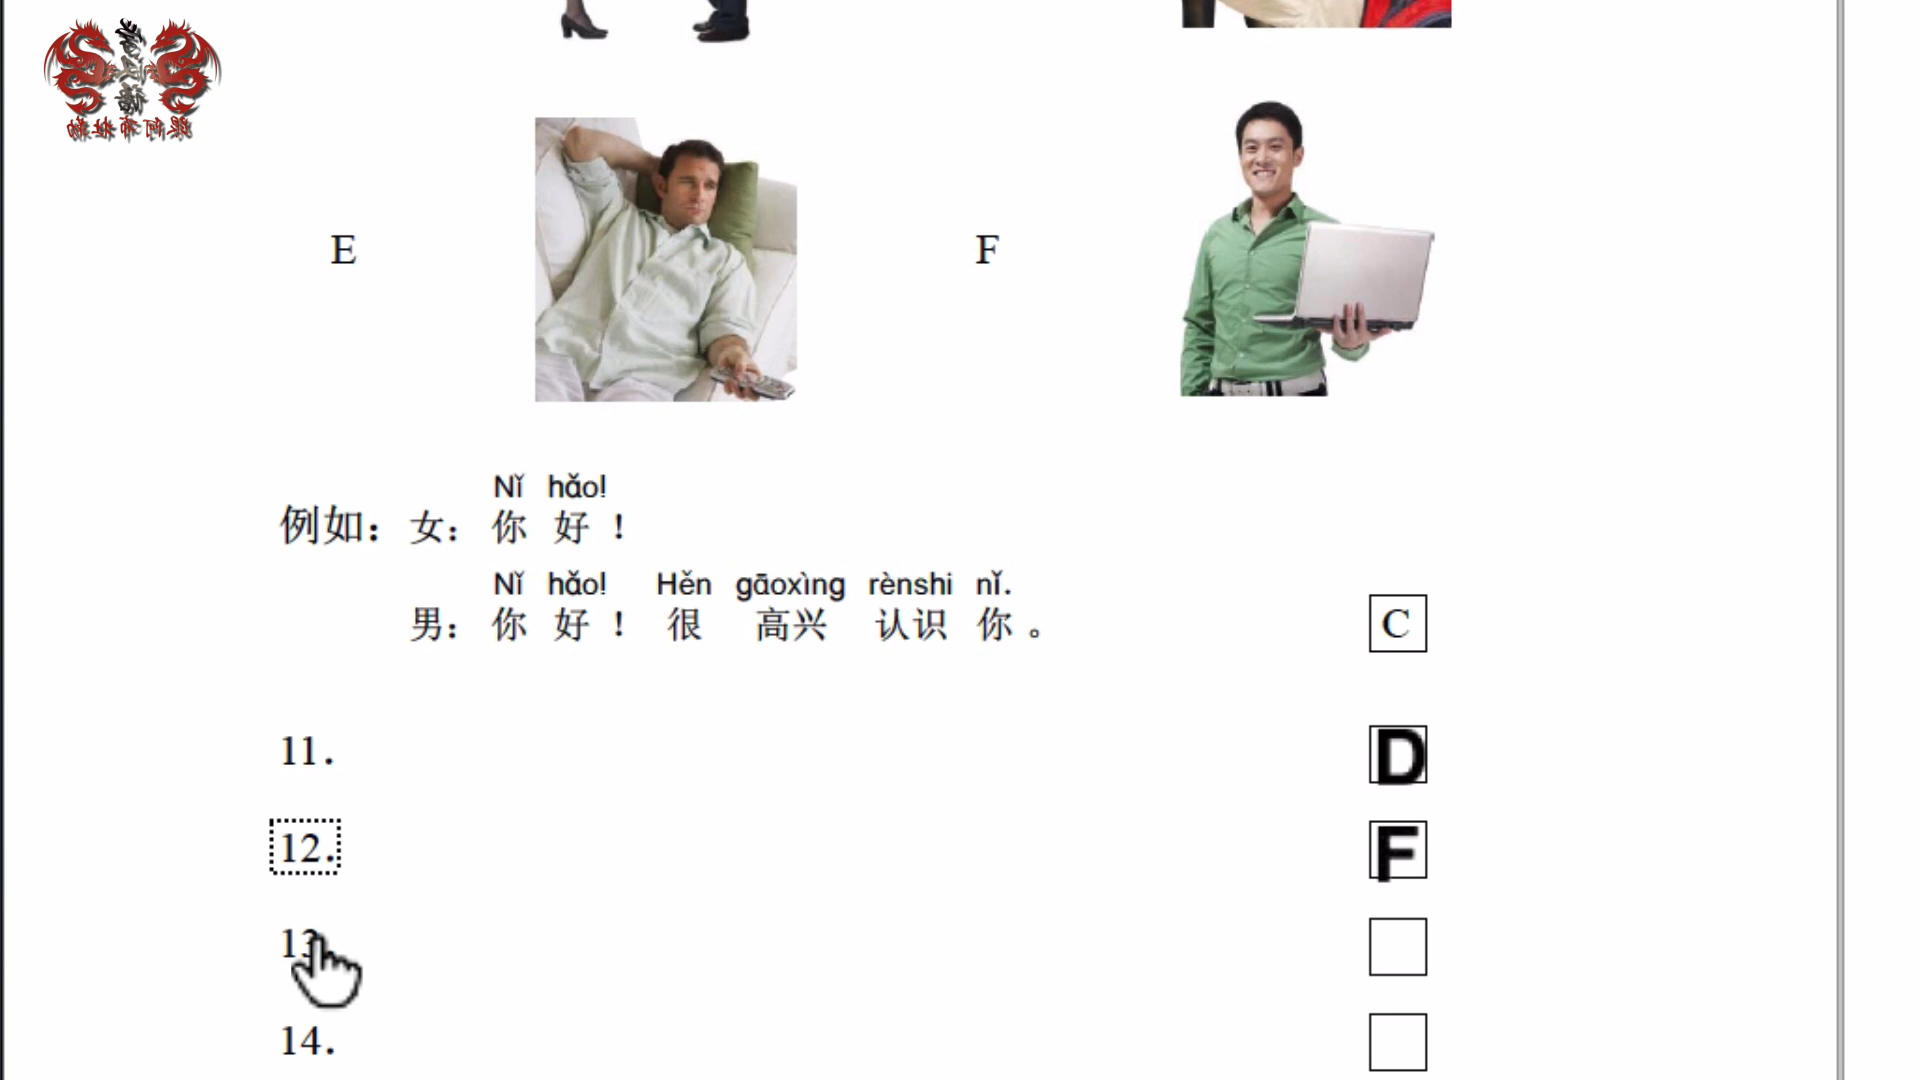 E
F
Nǐ hǎo!
例如：女：你 好 ！
Nǐ hǎo! Hěn gāoxìng rènshi nǐ.
男：你 好 ！ 很 高兴 认识 你 。
C
11.
D
12.
F
14.